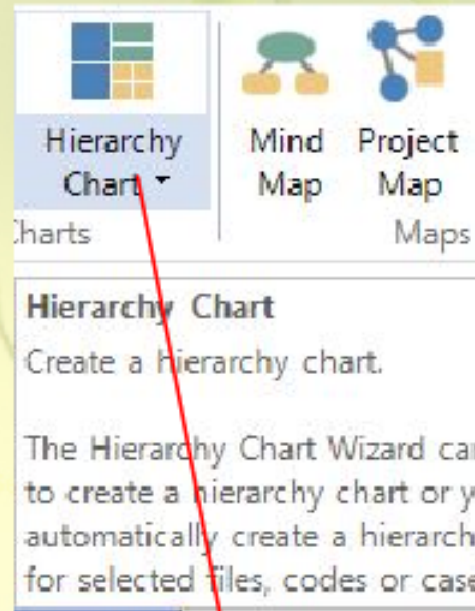 Hierarchy Chart
Mind Map
Project Map
Charts
Maps
Hierarchy Chart
Create a hierarchy chart.
The Hierarchy Chart Wizard can
to create a hierarchy chart or y
automatically create a hierarch
for selected files, codes or case